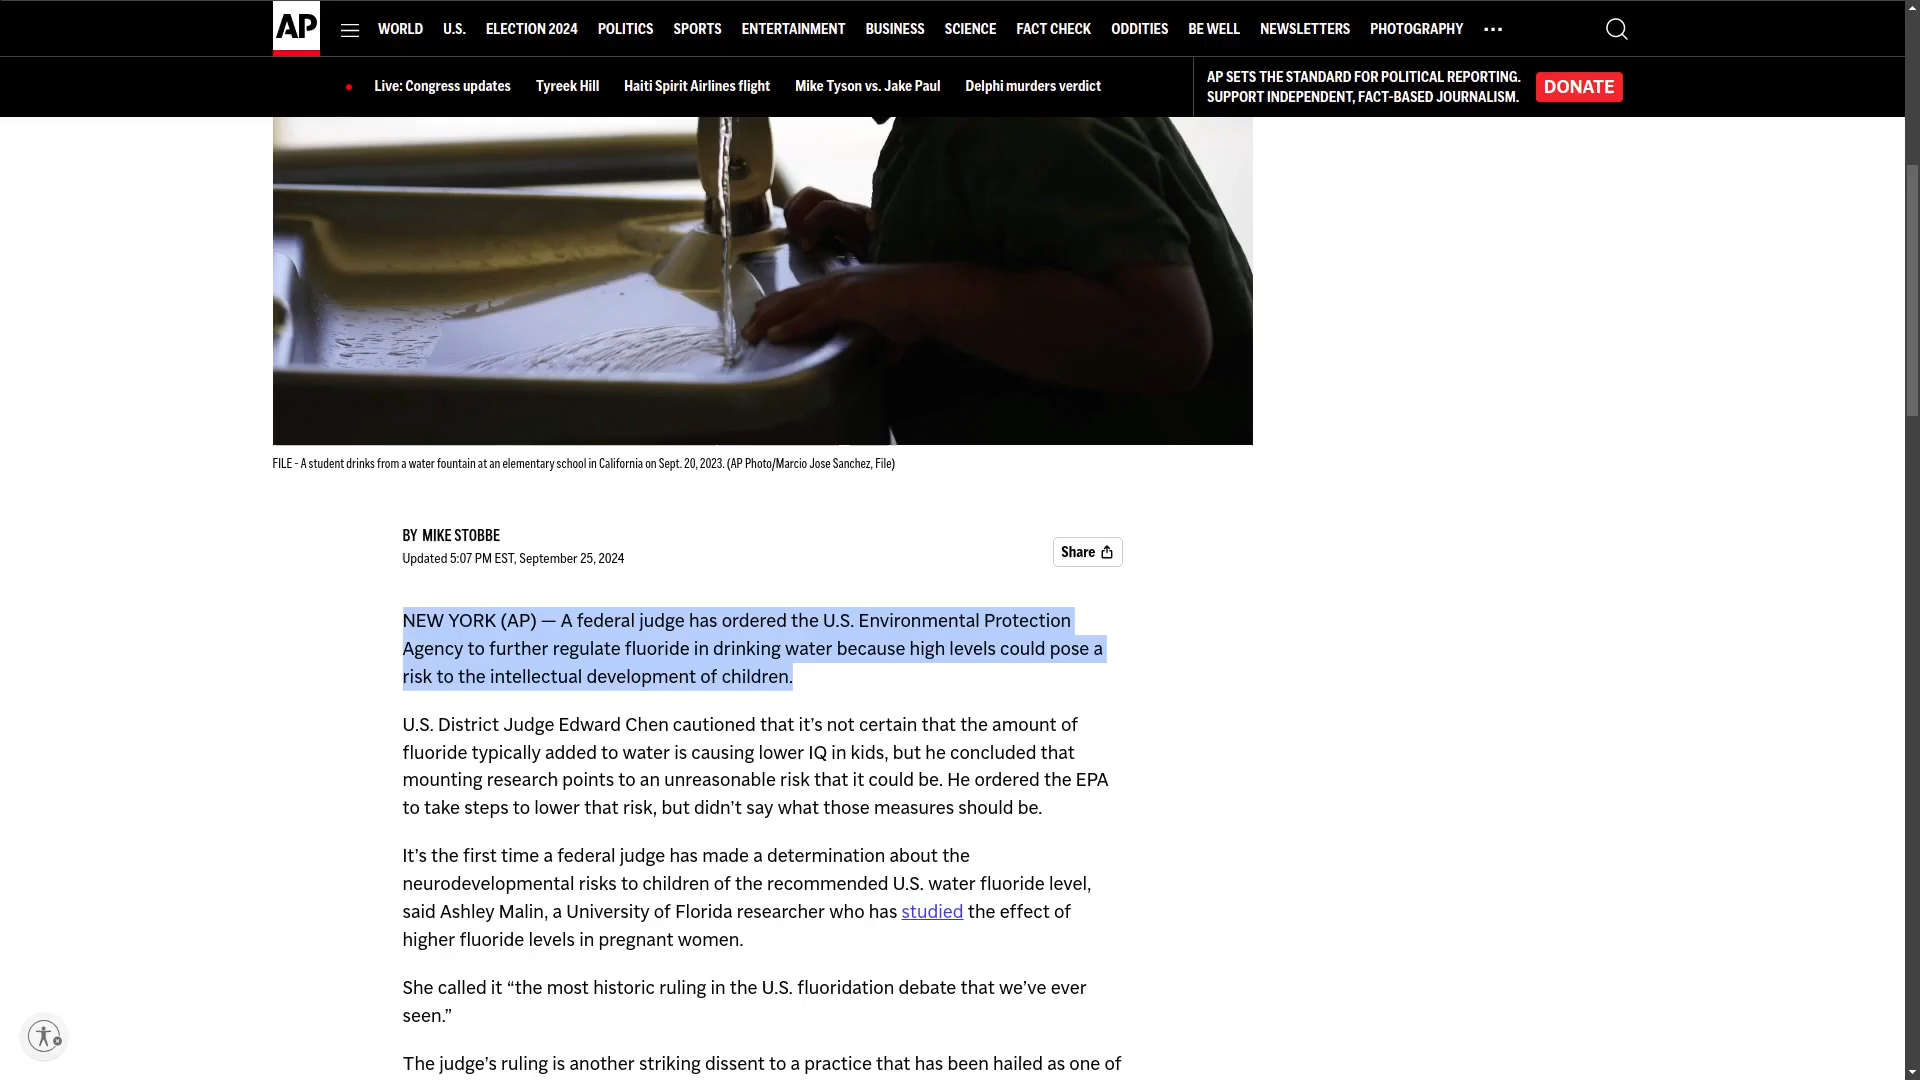 AP
WORLD U.S. ELECTION 2024 POLITICS SPORTS ENTERTAINMENT BUSINESS SCIENCE FACT CHECK ODDITIES BE WELL NEWSLETTERS PHOTOGRAPHY ...
Live: Congress updates Tyreek Hill Haiti Spirit Airlines flight Mike Tyson vs. Jake Paul Delphi murders verdict
AP SETS THE STANDARD FOR POLITICAL REPORTING.
SUPPORT INDEPENDENT, FACT-BASED JOURNALISM.
DONATE
FILE - A student drinks from a water fountain at an elementary school in California on Sept. 20, 2023. (AP Photo/Marcio Jose Sanchez, File)
BY MIKE STOBBE
Updated 5:07 PM EST, September 25, 2024
Share
NEW YORK (AP) — A federal judge has ordered the U.S. Environmental Protection
Agency to further regulate fluoride in drinking water because high levels could pose a
risk to the intellectual development of children.
U.S. District Judge Edward Chen cautioned that it’s not certain that the amount of
fluoride typically added to water is causing lower IQ in kids, but he concluded that
mounting research points to an unreasonable risk that it could be. He ordered the EPA
to take steps to lower that risk, but didn’t say what those measures should be.
It’s the first time a federal judge has made a determination about the
neurodevelopmental risks to children of the recommended U.S. water fluoride level,
said Ashley Malin, a University of Florida researcher who has studied the effect of
higher fluoride levels in pregnant women.
She called it “the most historic ruling in the U.S. fluoridation debate that we’ve ever
seen.”
The judge’s ruling is another striking dissent to a practice that has been hailed as one of